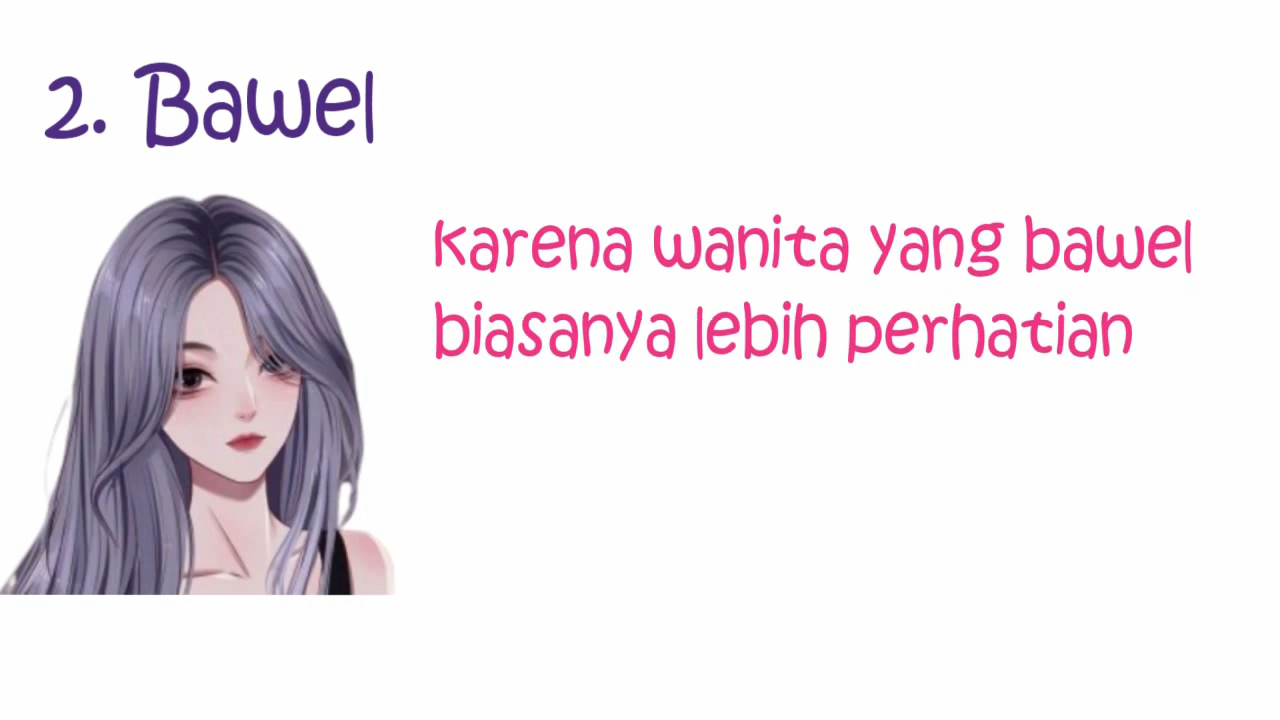 2. Bawel
karena wanita yang bawel
biasanya lebih perhatian